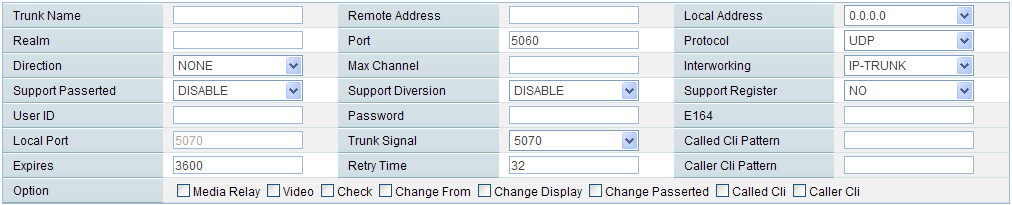 Trunk Name Remote Address Local Address 0.0.0.0
Realm Port 5060 Protocol UDP
Direction NONE Max Channel Interworking IP-TRUNK
Support Passerted DISABLE Support Diversion DISABLE Support Register NO
User ID Password E164
Local Port 5070 Trunk Signal 5070 Called Cli Pattern
Expires 3600 Retry Time 32 Caller Cli Pattern
Option Media Relay Video Check Change From Change Display Change Passerted Called Cli Caller Cli